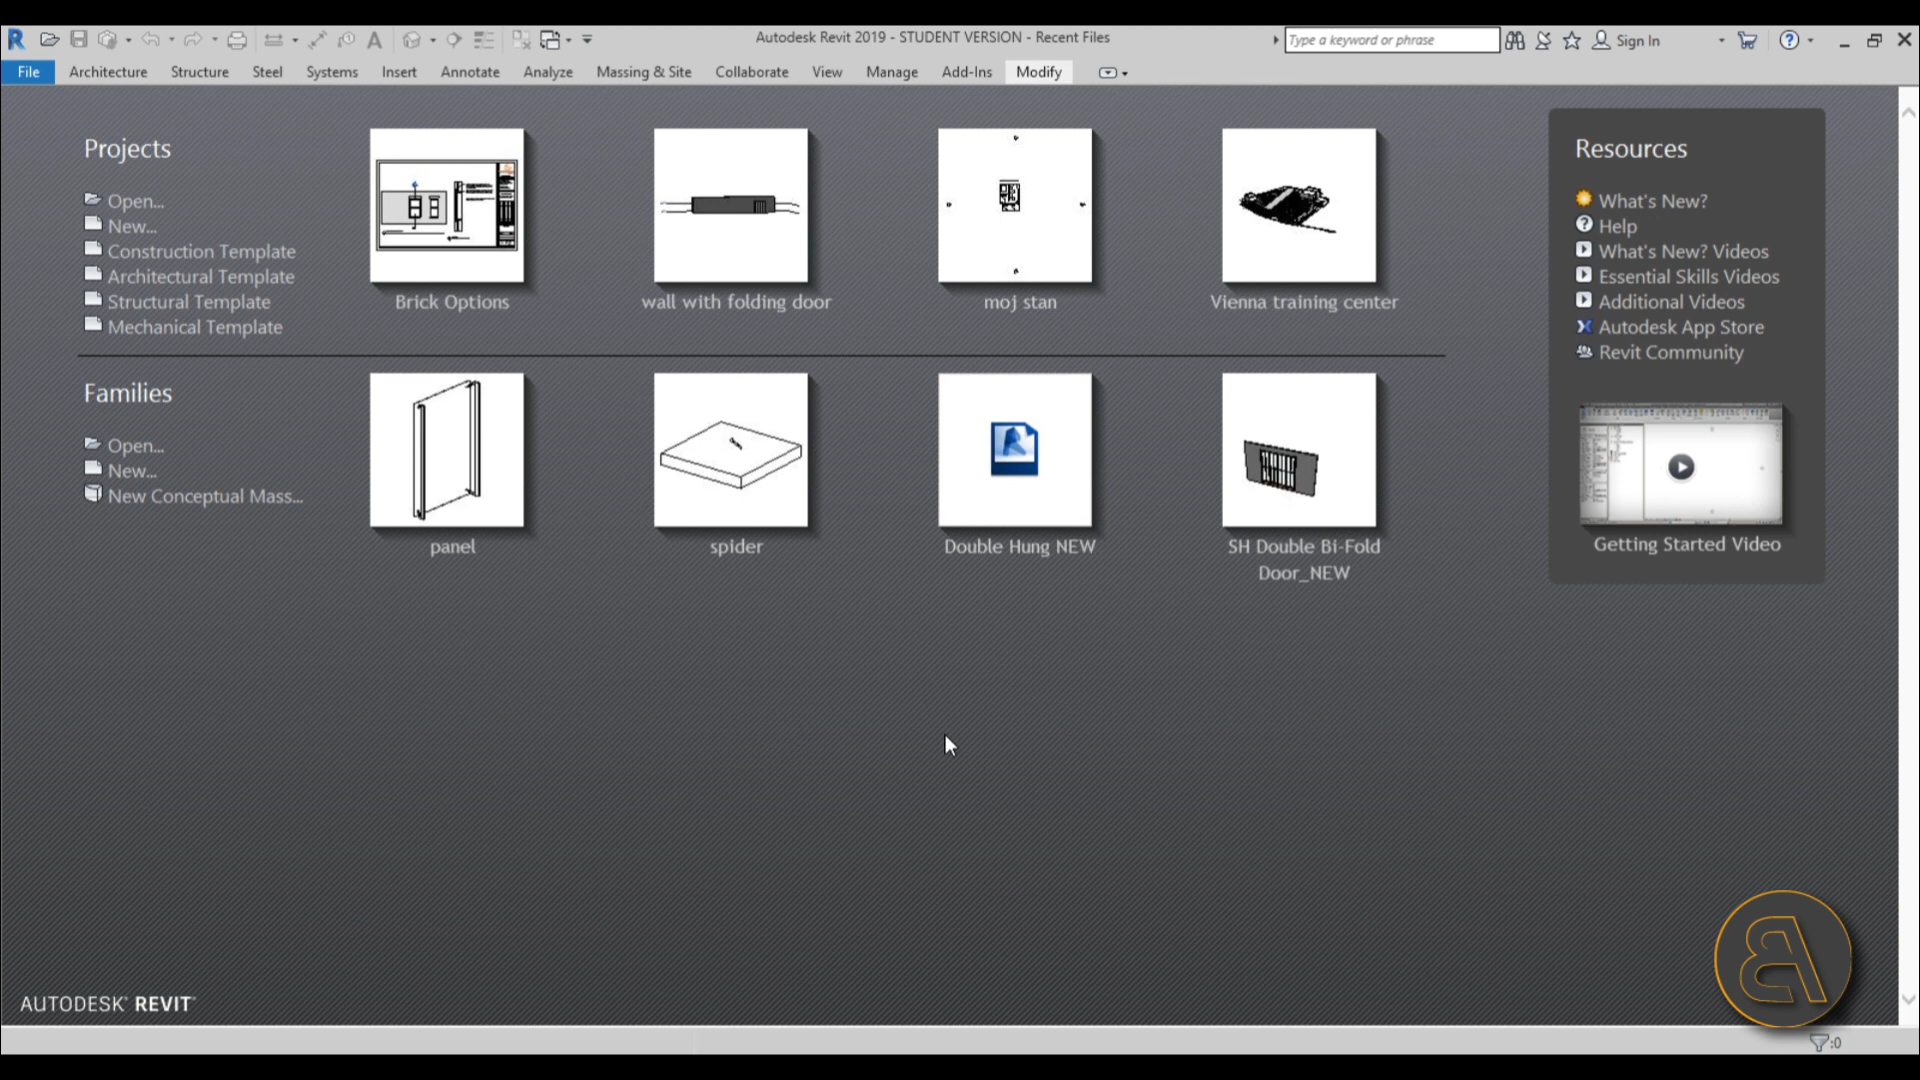 Autodesk Revit 2019 - STUDENT VERSION - Recent Files
Type a keyword or phrase
Sign In
File Architecture Structure Steel Systems Insert Annotate Analyze Massing & Site Collaborate View Manage Add-Ins Modify
Projects
Open...
New...
Construction Template
Architectural Template
Structural Template
Mechanical Template
Brick Options
wall with folding door
moj stan
Vienna training center
Families
Open...
New...
New Conceptual Mass...
panel
spider
Double Hung NEW
SH Double Bi-Fold
Door_NEW
Resources
What's New?
Help
What's New? Videos
Essential Skills Videos
Additional Videos
Autodesk App Store
Revit Community
Getting Started Video
AUTODESK® REVIT®
:0